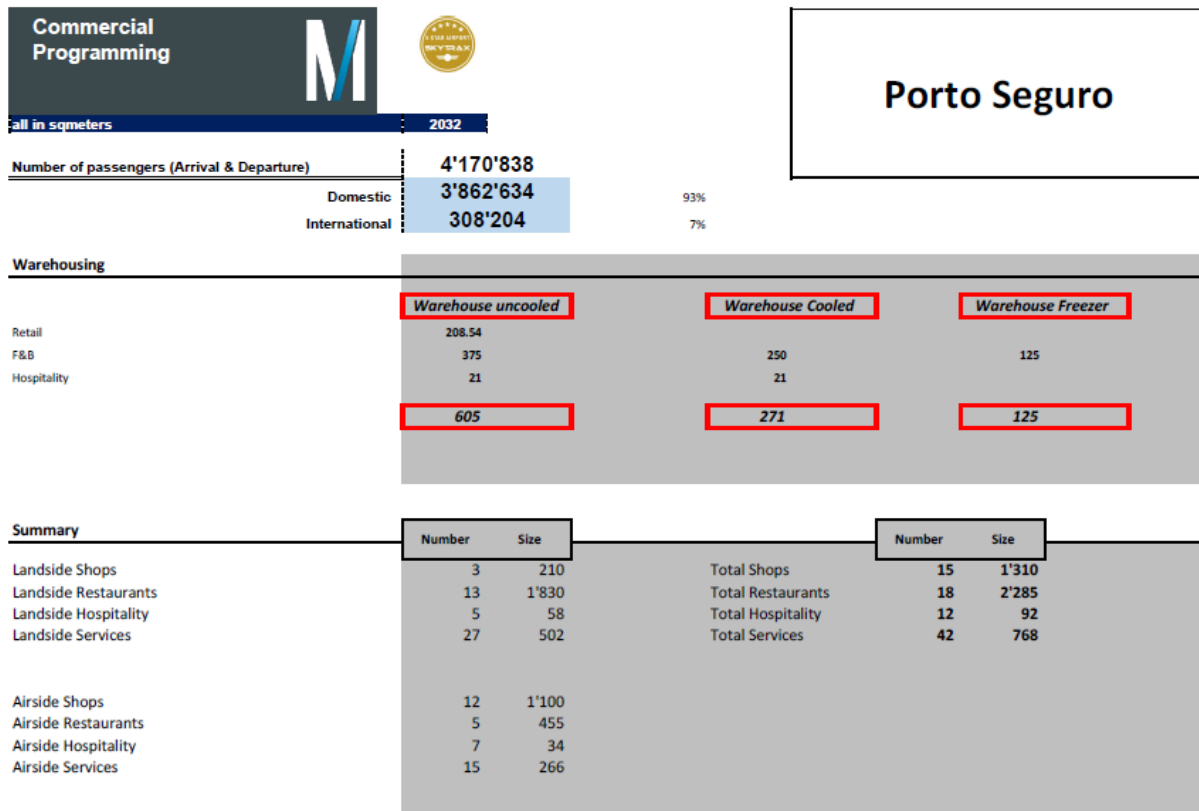 Commercial
Programming
5 STAR AIRPORT
SKYTRAX
Porto Seguro
all in sqmeters 2032
Number of passengers (Arrival & Departure) 4'170'838
Domestic 3'862'634 93%
International 308'204 7%
Warehousing
Warehouse uncooled Warehouse Cooled Warehouse Freezer
Retail 208.54
F&B 375 250 125
Hospitality 21 21
605 271 125
Summary Number Size Number Size
Landside Shops 3 210 Total Shops 15 1'310
Landside Restaurants 13 1'830 Total Restaurants 18 2'285
Landside Hospitality 5 58 Total Hospitality 12 92
Landside Services 27 502 Total Services 42 768
Airside Shops 12 1'100
Airside Restaurants 5 455
Airside Hospitality 7 34
Airside Services 15 266